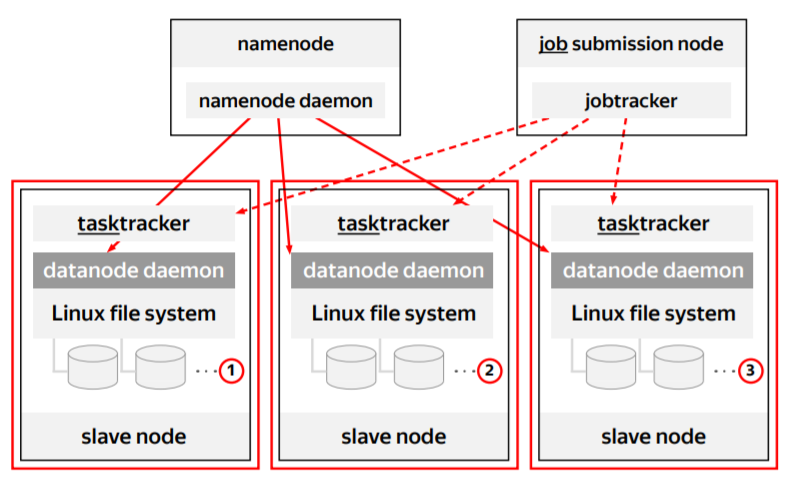 namenode
job submission node
namenode daemon
jobtracker
tasktracker
tasktracker
tasktracker
datanode daemon
datanode daemon
datanode daemon
Linux file system
Linux file system
Linux file system
... 1
... 2
... 3
slave node
slave node
slave node